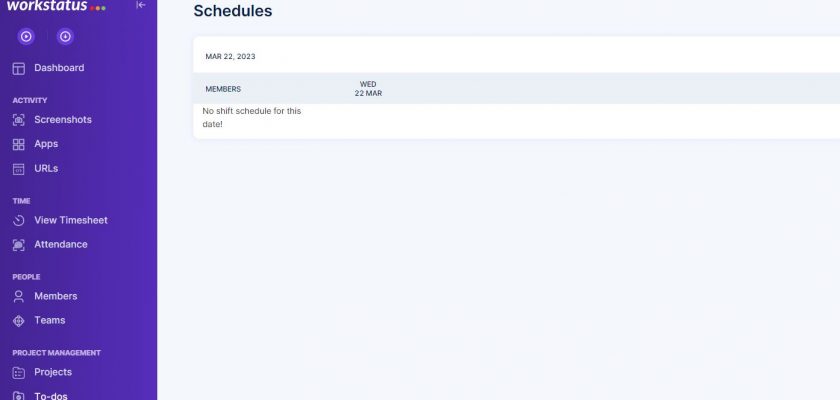 workstatus
Dashboard
ACTIVITY
Screenshots
Apps
URLs
TIME
View Timesheet
Attendance
PEOPLE
Members
Teams
PROJECT MANAGEMENT
Projects
To-dos
Schedules
MAR 22, 2023
MEMBERS
WED
22 MAR
No shift schedule for this
date!